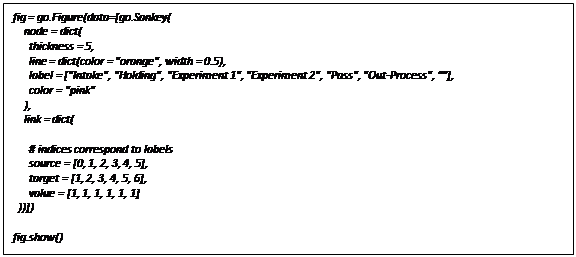 fig = go.Figure(data=[go.Sankey(
node = dict(
thickness = 5,
line = dict(color = "orange", width = 0.5),
label = ["Intake", "Holding", "Experiment 1", "Experiment 2", "Pass", "Out-Process", ""],
color = "pink"
),
link = dict(
# indices correspond to labels
source = [0, 1, 2, 3, 4, 5],
target = [1, 2, 3, 4, 5, 6],
value = [1, 1, 1, 1, 1, 1]
))])
fig.show()